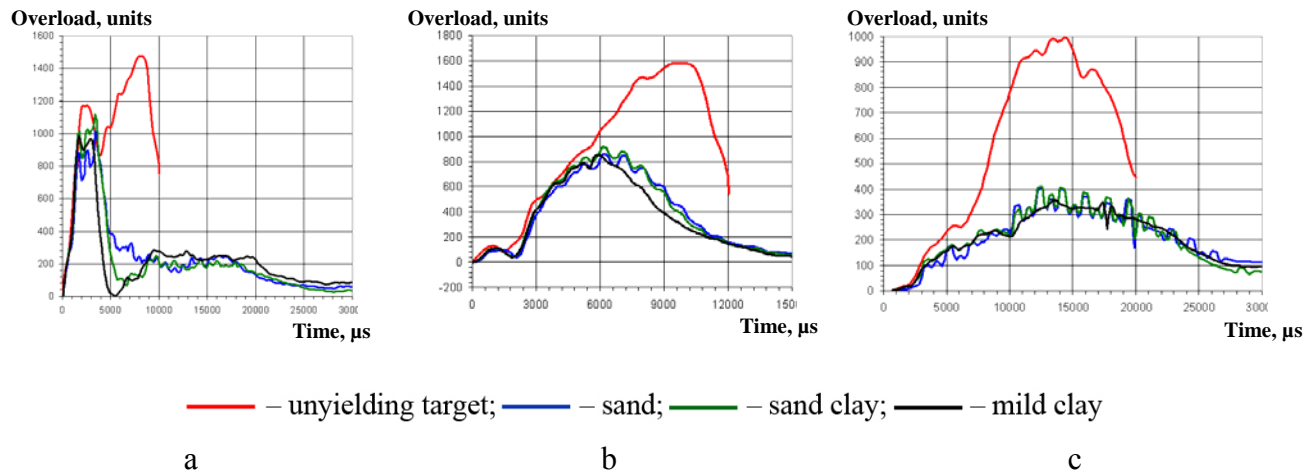 Overload, units
1600
1400
1200
1000
800
600
400
200
0
0 5000 10000 15000 20000 25000 3000
Time, µs
Overload, units
1800
1600
1400
1200
1000
800
600
400
200
0
-200
0 3000 6000 9000 12000 1500
Time, µs
Overload, units
1000
900
800
700
600
500
400
300
200
100
0
0 5000 10000 15000 20000 25000 3000
Time, µs
– unyielding target; – sand; – sand clay; – mild clay
a b c